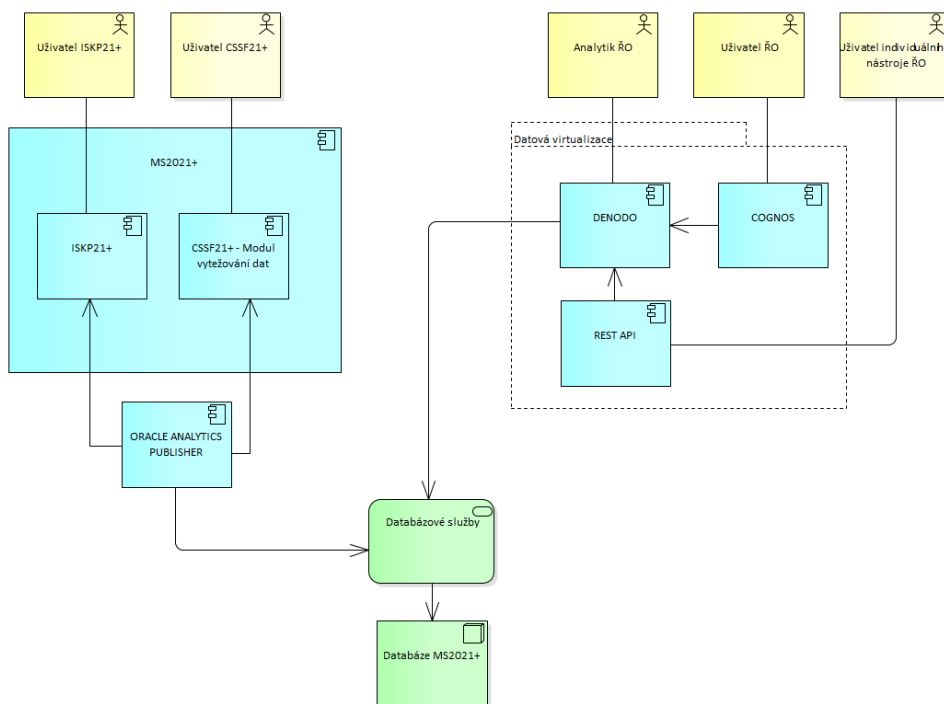 Uživatel ISKP21+
Uživatel CSSF21+
Analytik ŘO
Uživatel ŘO
Uživatel individuálního
nástroje ŘO
MS2021+
Datová virtualizace
ISKP21+
CSSF21+ - Modul
vytežování dat
DENODO
COGNOS
REST API
ORACLE ANALYTICS
PUBLISHER
Databázové služby
Databáze MS2021+